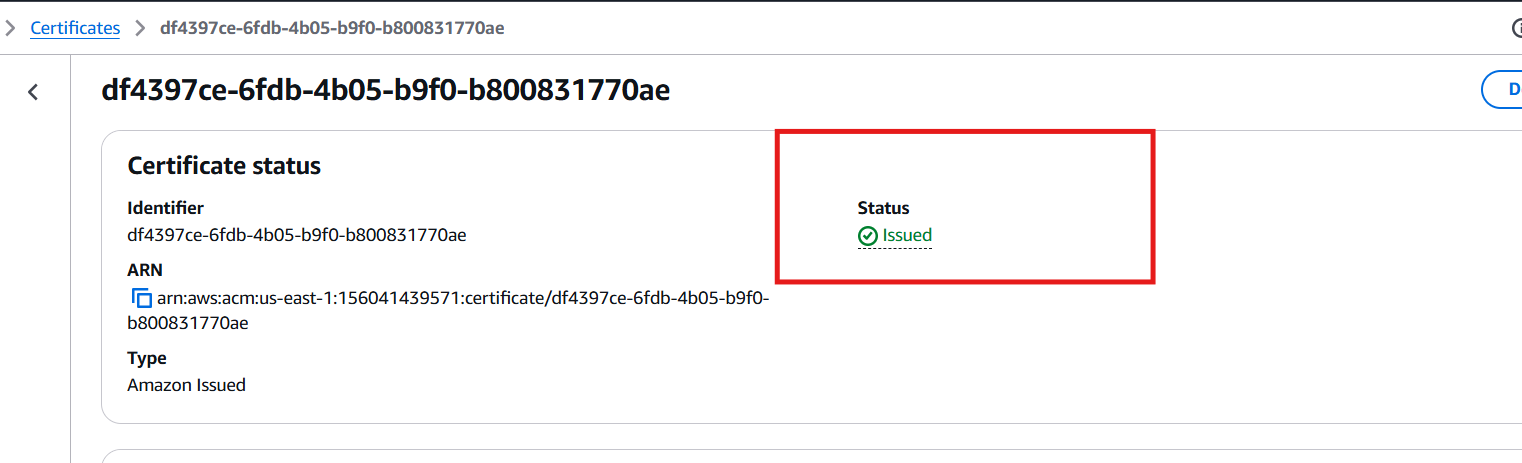 Certificates
df4397ce-6fdb-4b05-b9f0-b800831770ae
df4397ce-6fdb-4b05-b9f0-b800831770ae
Certificate status
Identifier
df4397ce-6fdb-4b05-b9f0-b800831770ae
ARN
arn:aws:acm:us-east-1:156041439571:certificate/df4397ce-6fdb-4b05-b9f0-
b800831770ae
Type
Amazon Issued
Status
Issued